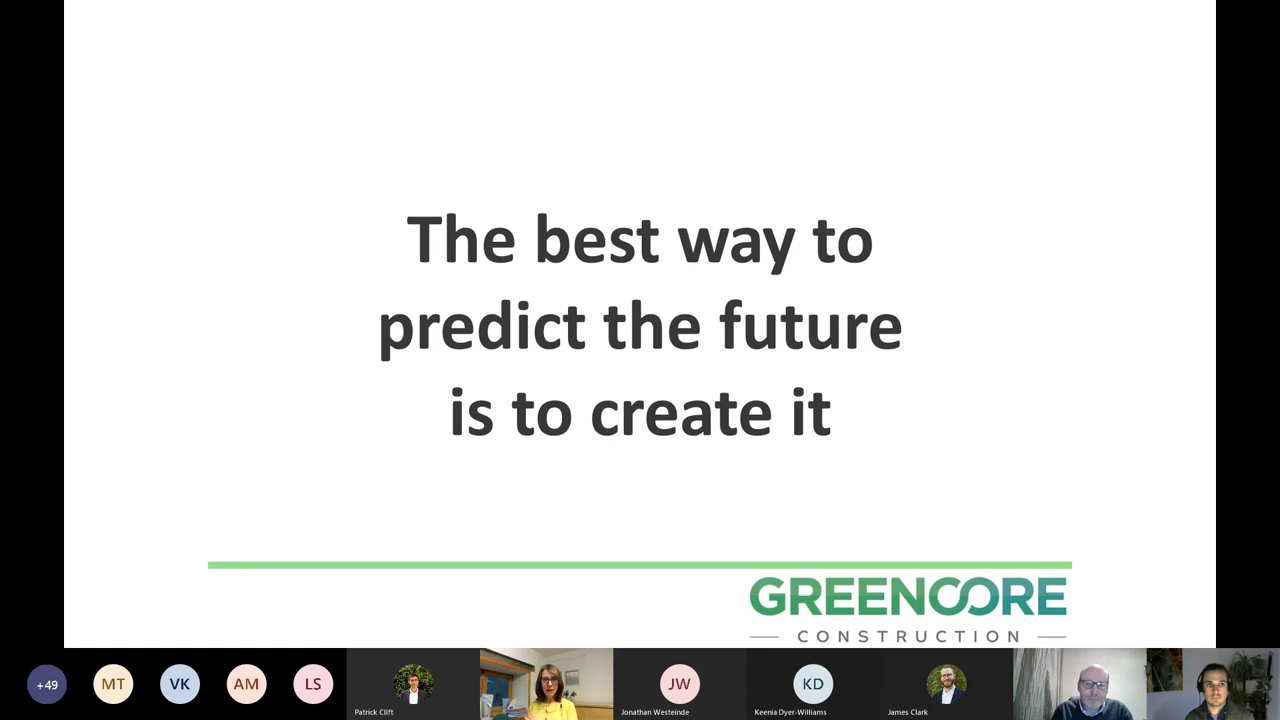 The best way to
predict the future
is to create it
GREENCORE
CONSTRUCTION
+49
MT
VK
AM
LS
Patrick Clift
JW
Jonathan Westeinde
KD
Keenia Dyer-Williams
James Clark